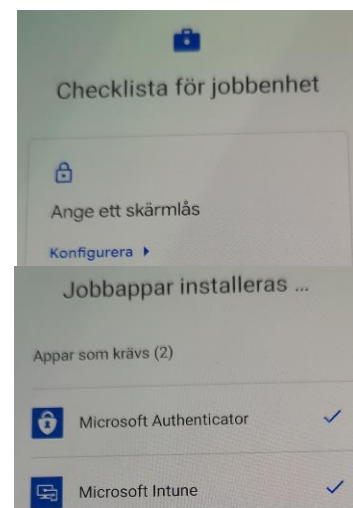 Checklista för jobbenhet
Ange ett skärmlås
Konfigurera
Jobbappar installeras ...
Appar som krävs (2)
Microsoft Authenticator
Microsoft Intune